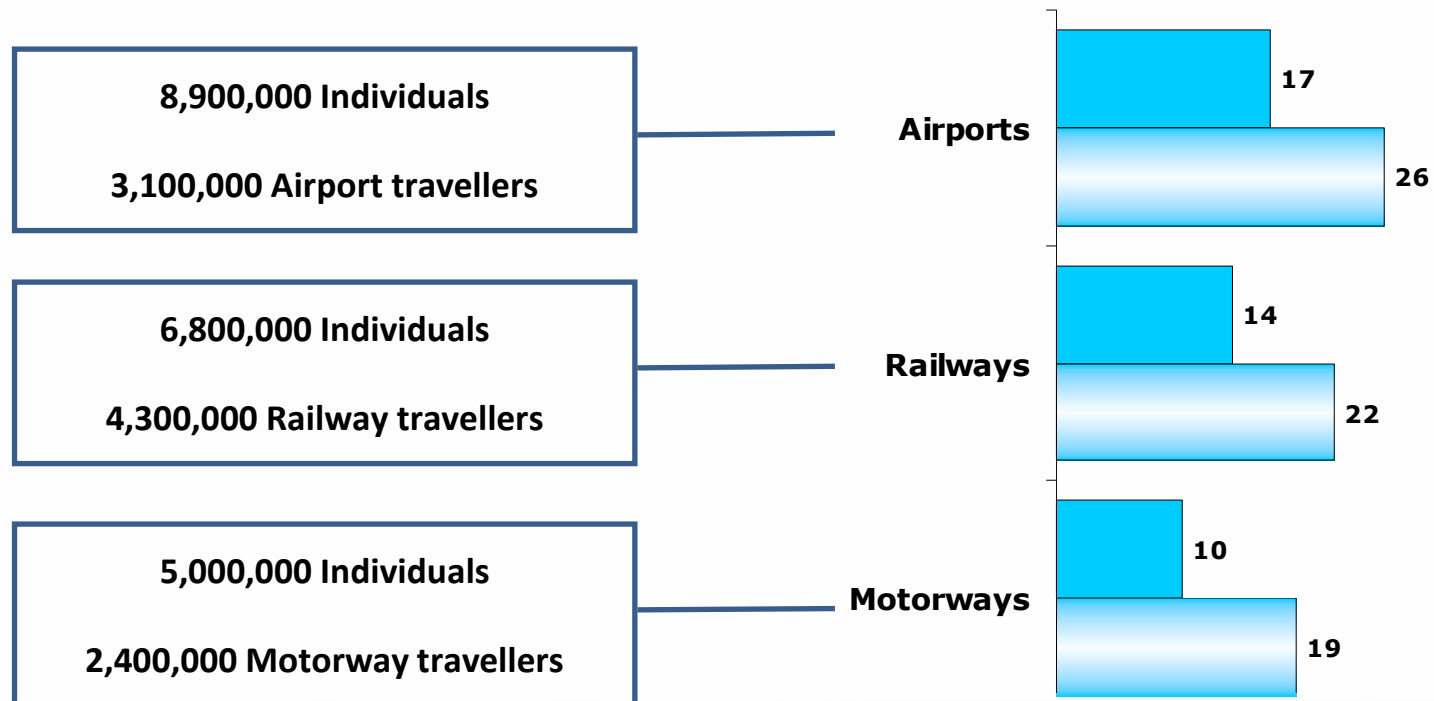 8,900,000 Individuals
3,100,000 Airport travellers
Airports
17
26
6,800,000 Individuals
4,300,000 Railway travellers
Railways
14
22
5,000,000 Individuals
2,400,000 Motorway travellers
Motorways
10
19